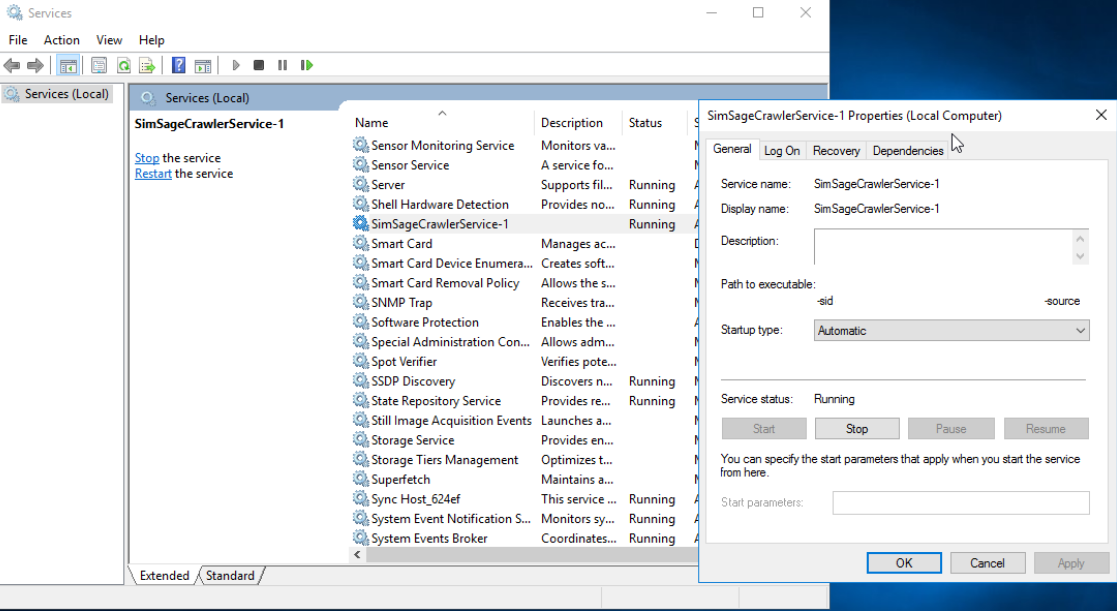 Services
File Action View Help
Services (Local)
Services (Local)
SimSageCrawlerService-1
Stop the service
Restart the service
Name Description Status
Sensor Monitoring Service Monitors va...
Sensor Service A service fo...
Server Supports fil... Running
Shell Hardware Detection Provides no... Running
SimSageCrawlerService-1 Running
Smart Card Manages ac...
Smart Card Device Enumera... Creates soft...
Smart Card Removal Policy Allows the s...
SNMP Trap Receives tra...
Software Protection Enables the ...
Special Administration Con... Allows adm...
Spot Verifier Verifies pote...
SSDP Discovery Discovers n... Running
State Repository Service Provides re... Running
Still Image Acquisition Events Launches a...
Storage Service Provides en...
Storage Tiers Management Optimizes t...
Superfetch Maintains a...
Sync Host_624ef This service ... Running
System Event Notification S... Monitors sy... Running
System Events Broker Coordinates... Running
Extended Standard
SimSageCrawlerService-1 Properties (Local Computer)
General Log On Recovery Dependencies
Service name: SimSageCrawlerService-1
Display name: SimSageCrawlerService-1
Description:
Path to executable:
-sid -source
Startup type: Automatic
Service status: Running
Start Stop Pause Resume
You can specify the start parameters that apply when you start the service
from here.
Start parameters:
OK Cancel Apply